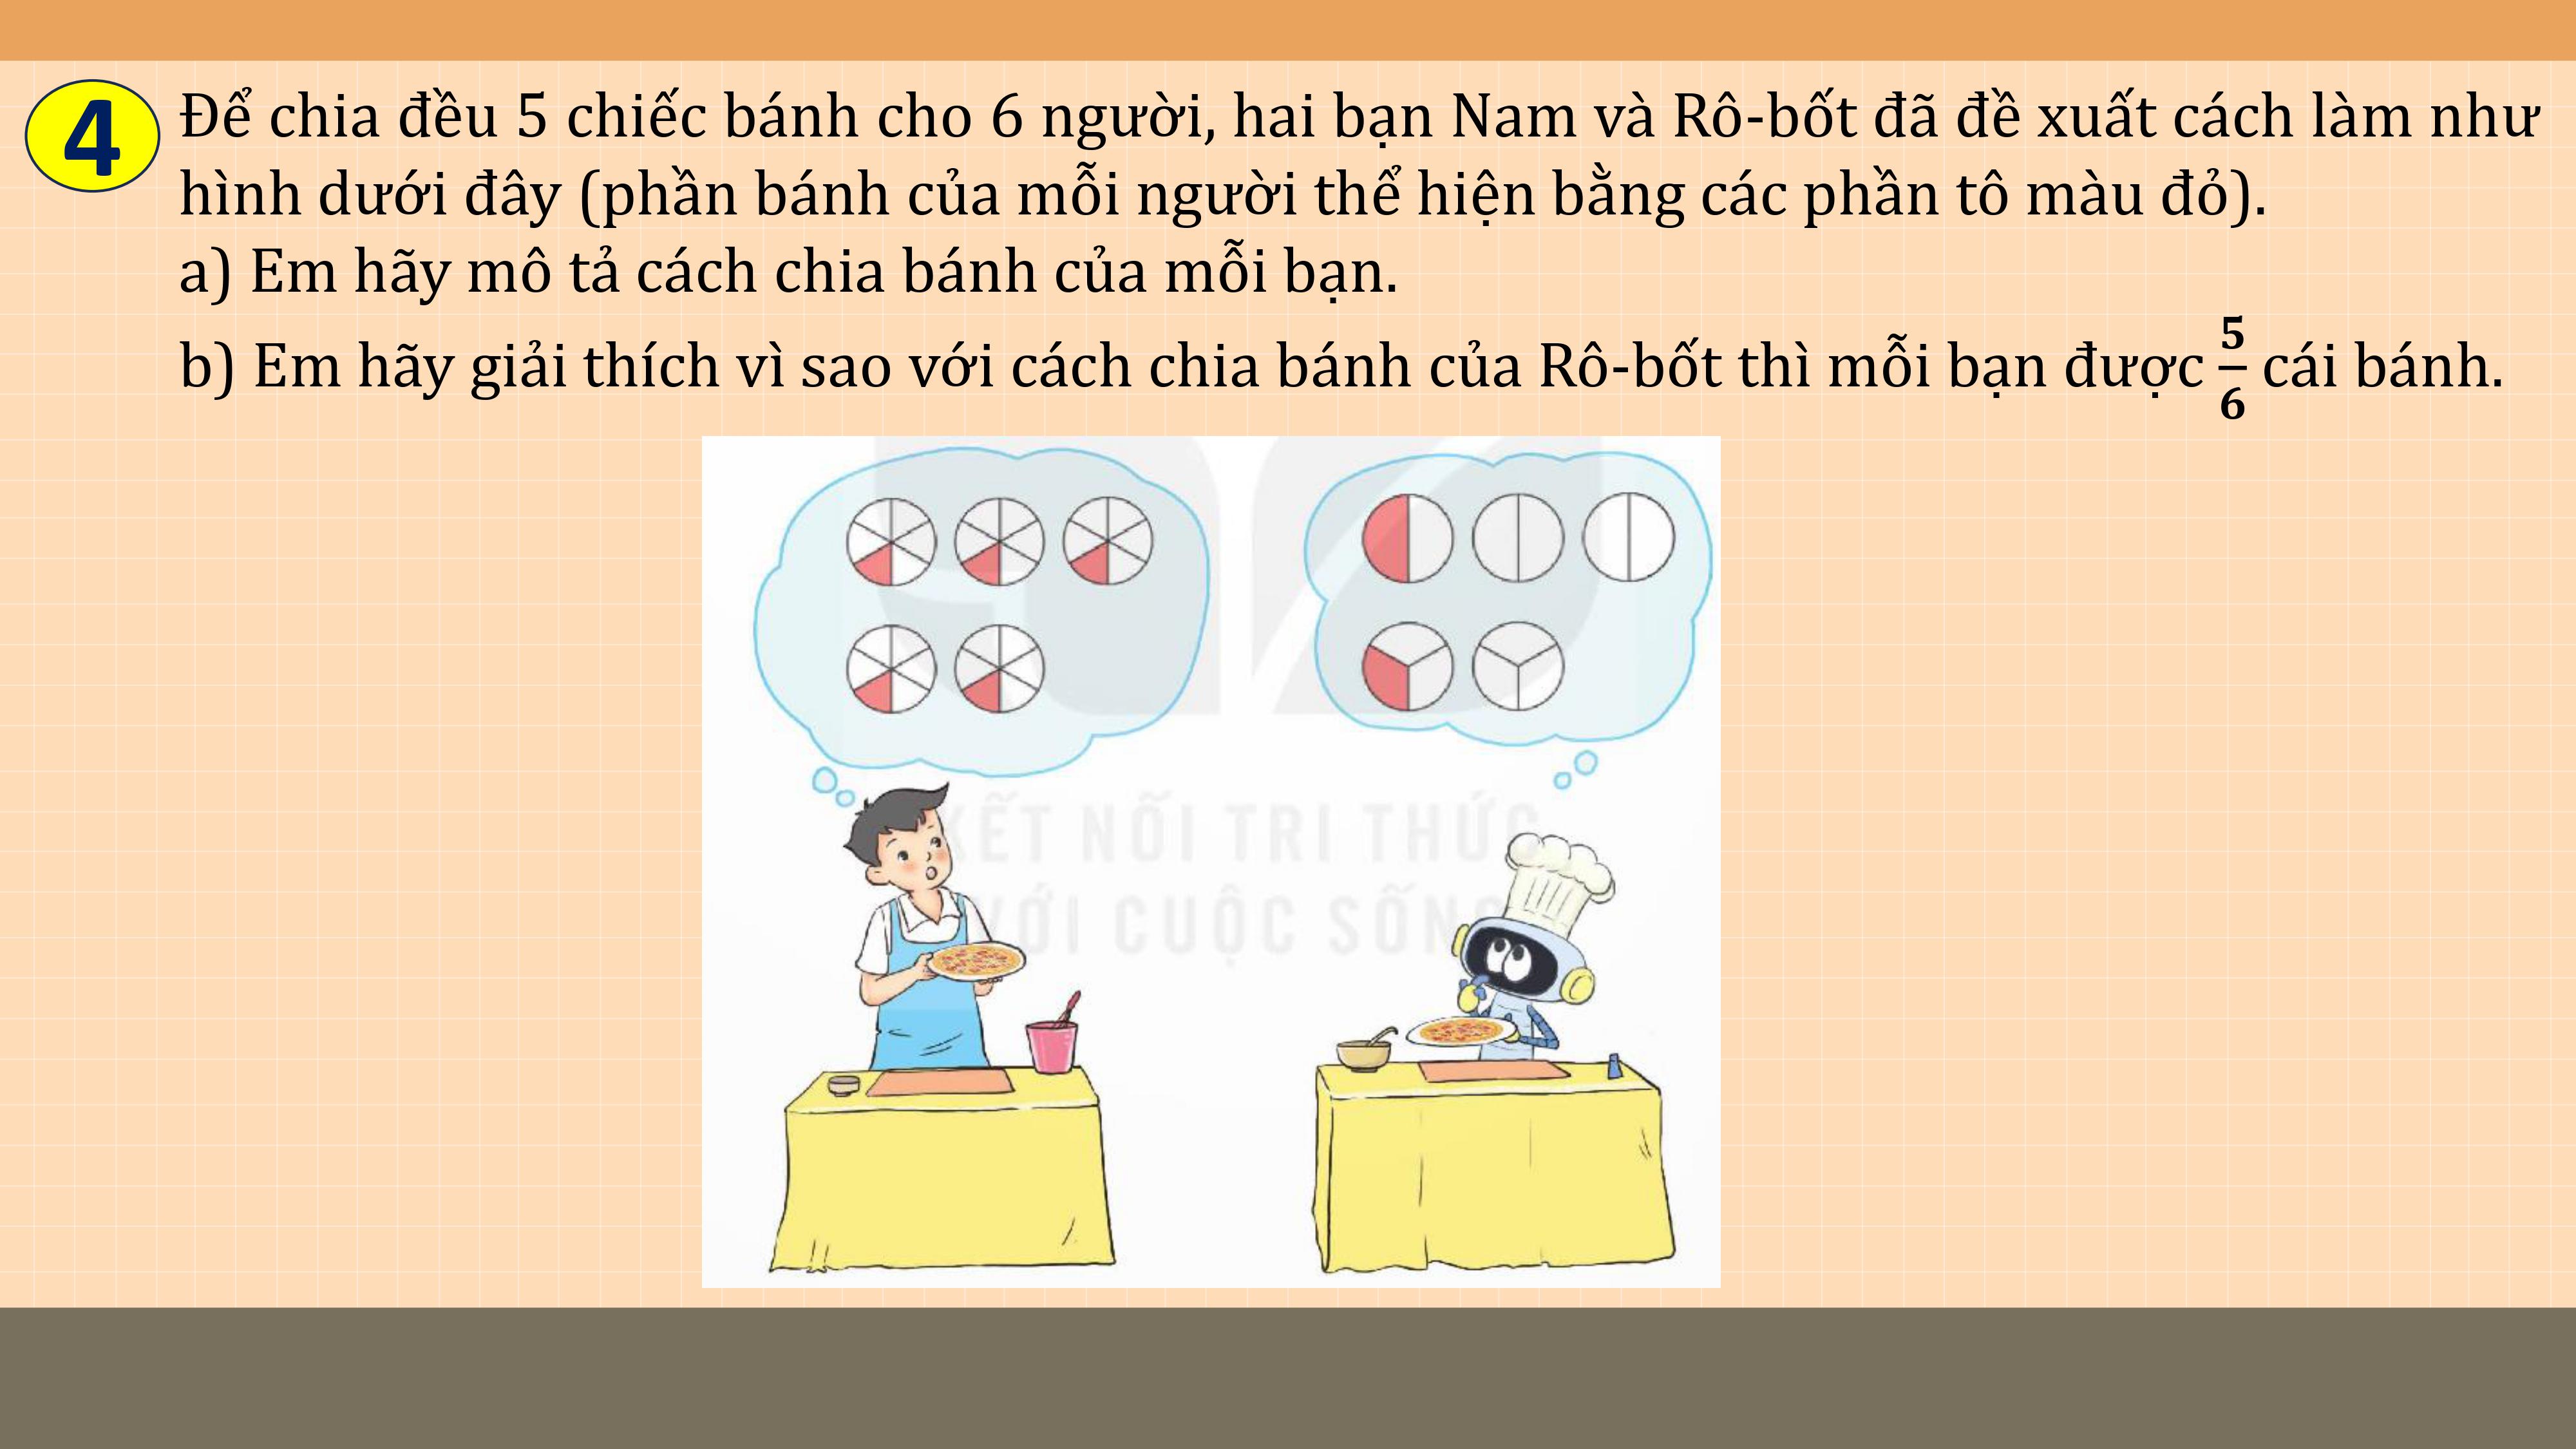 4
Để chia đều 5 chiếc bánh cho 6 người, hai bạn Nam và Rô-bốt đã đề xuất cách làm như
hình dưới đây (phần bánh của mỗi người thể hiện bằng các phần tô màu đỏ).
a) Em hãy mô tả cách chia bánh của mỗi bạn.
b) Em hãy giải thích vì sao với cách chia bánh của Rô-bốt thì mỗi bạn được 5/6 cái bánh.
KẾT NỐI TRI THỨC
VỚI CUỘC SỐNG